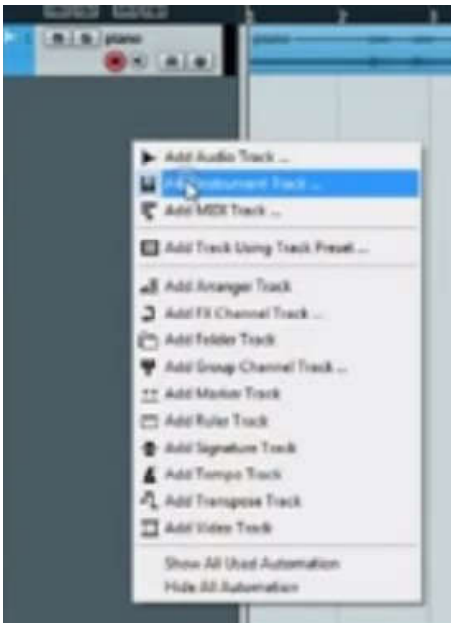 piano
Add Audio Track ...
Add Instrument Track ...
Add MIDI Track ...
Add Track Using Track Preset ...
Add Arranger Track
Add FX Channel Track ...
Add Folder Track
Add Group Channel Track ...
Add Marker Track
Add Ruler Track
Add Signature Track
Add Tempo Track
Add Transpose Track
Add Video Track
Show All Used Automation
Hide All Automation